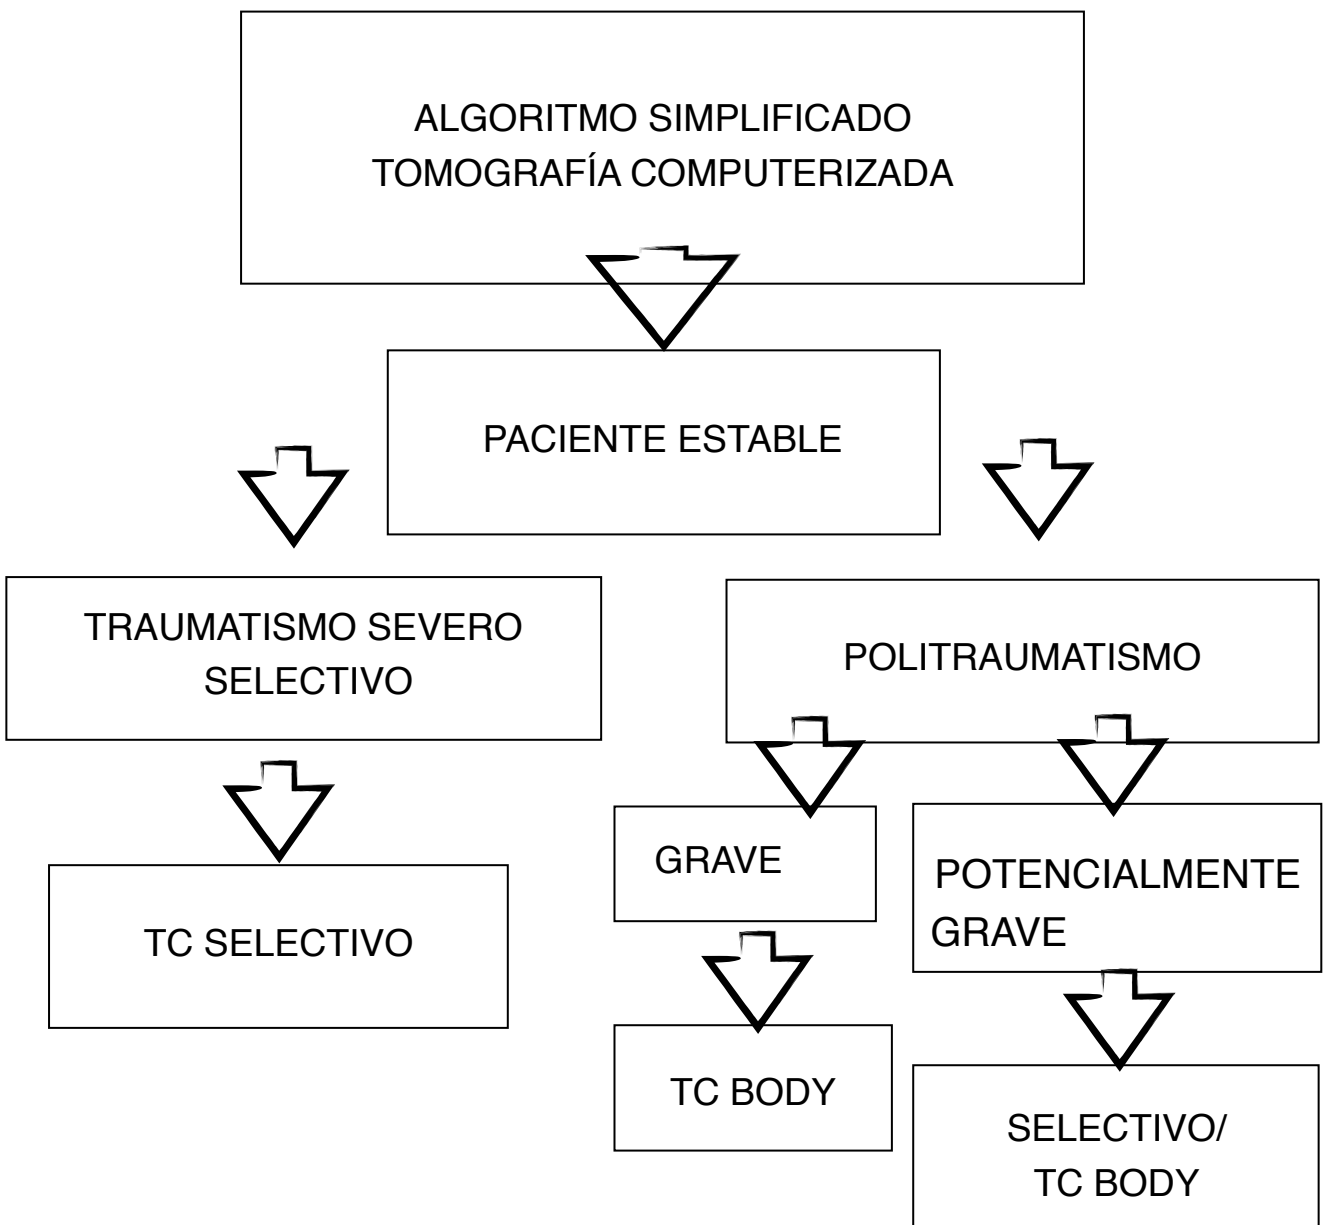 ALGORITMO SIMPLIFICADO
TOMOGRAFÍA COMPUTERIZADA
PACIENTE ESTABLE
TRAUMATISMO SEVERO
SELECTIVO
POLITRAUMATISMO
TC SELECTIVO
GRAVE
POTENCIALMENTE
GRAVE
TC BODY
SELECTIVO/
TC BODY